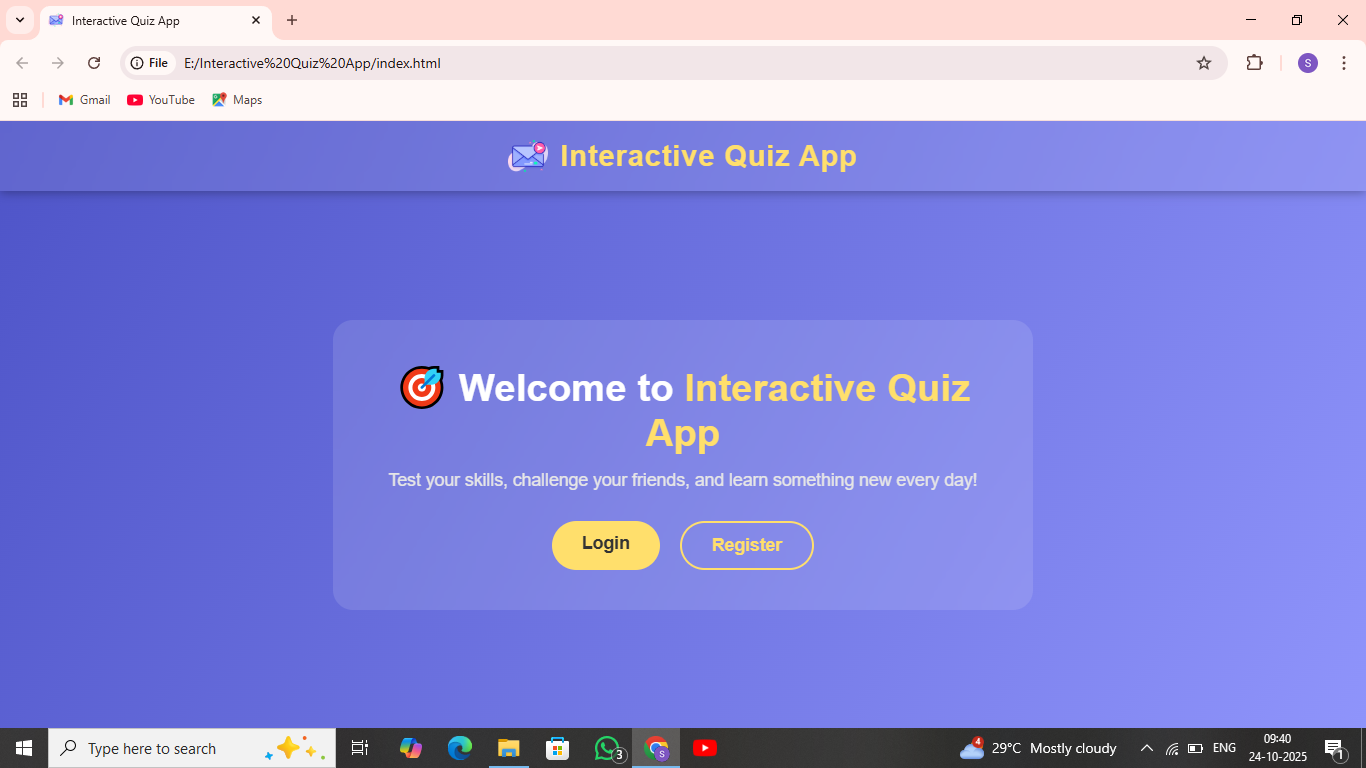 Interactive Quiz App
File E:/Interactive%20Quiz%20App/index.html
S
Gmail YouTube Maps
Interactive Quiz App
Welcome to Interactive Quiz
App
Test your skills, challenge your friends, and learn something new every day!
Login Register
Type here to search
3
S
4
29°C Mostly cloudy
ENG
09:40
24-10-2025
1